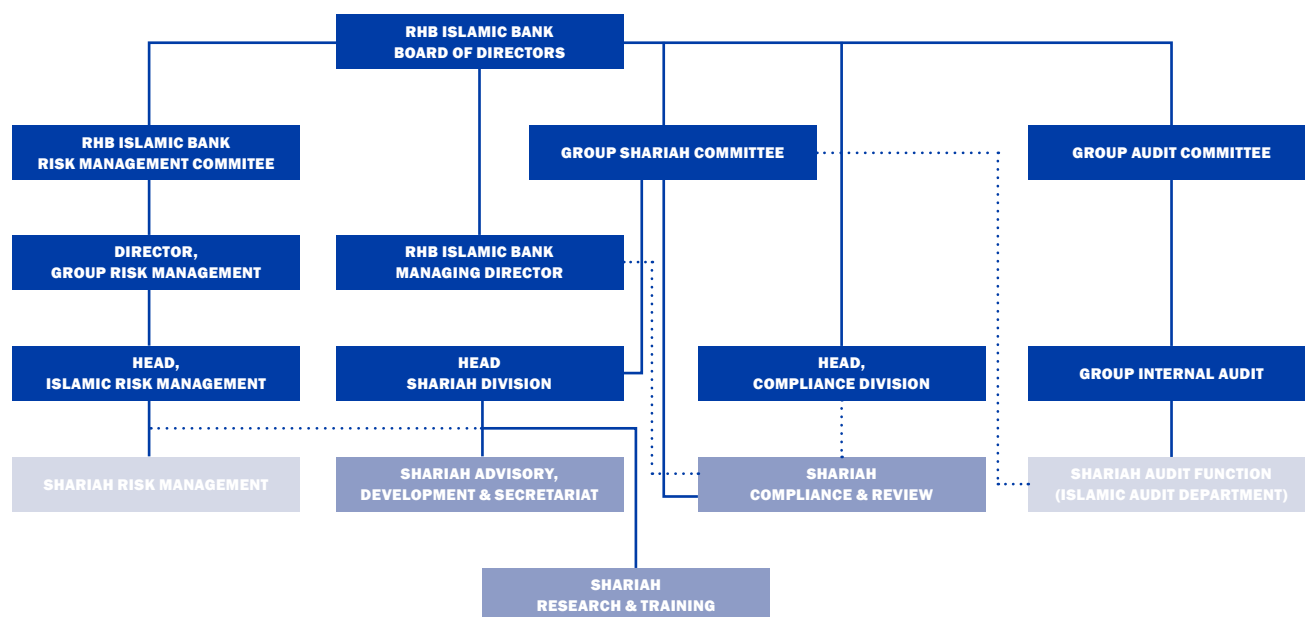 RHB ISLAMIC BANK
BOARD OF DIRECTORS
RHB ISLAMIC BANK
RISK MANAGEMENT COMMITEE
GROUP SHARIAH COMMITTEE
GROUP AUDIT COMMITTEE
DIRECTOR,
GROUP RISK MANAGEMENT
RHB ISLAMIC BANK
MANAGING DIRECTOR
HEAD,
ISLAMIC RISK MANAGEMENT
HEAD
SHARIAH DIVISION
HEAD,
COMPLIANCE DIVISION
GROUP INTERNAL AUDIT
SHARIAH RISK MANAGEMENT
SHARIAH ADVISORY,
DEVELOPMENT & SECRETARIAT
SHARIAH
COMPLIANCE & REVIEW
SHARIAH AUDIT FUNCTION
(ISLAMIC AUDIT DEPARTMENT)
SHARIAH
RESEARCH & TRAINING